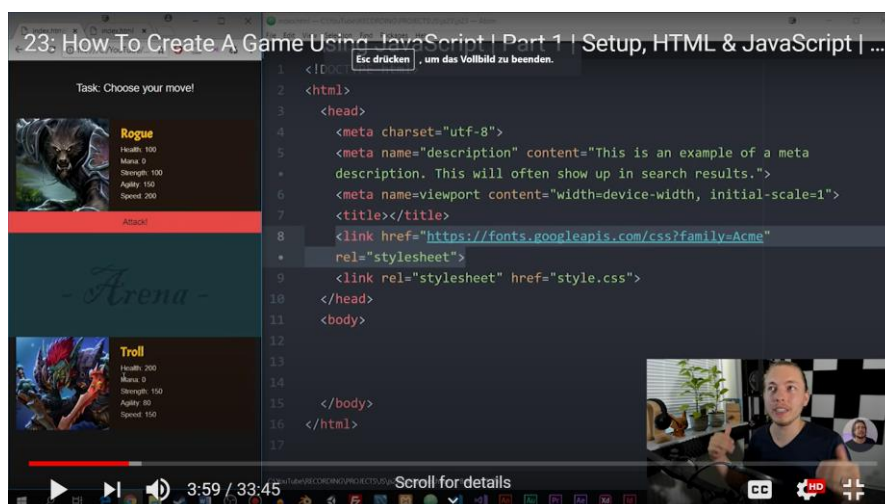 23: How To Create A Game Using JavaScript | Part 1 | Setup, HTML & JavaScript | ...
Esc drücken , um das Vollbild zu beenden.
Task: Choose your move!
Rogue
Health: 100
Mana: 0
Strength: 100
Agility: 150
Speed: 200
Attack!
- Arena -
Troll
Health: 200
Mana: 0
Strength: 150
Agility: 80
Speed: 150
1 <!DOCTYPE html>
2 <html>
3 <head>
4 <meta charset="utf-8">
5 <meta name="description" content="This is an example of a meta
• description. This will often show up in search results.">
6 <meta name=viewport content="width=device-width, initial-scale=1">
7 <title></title>
8 <link href="https://fonts.googleapis.com/css?family=Acme"
• rel="stylesheet">
9 <link rel="stylesheet" href="style.css">
10 </head>
11 <body>
12
13
14
15 </body>
16 </html>
17
3:59 / 33:45
Scroll for details
CC
HD